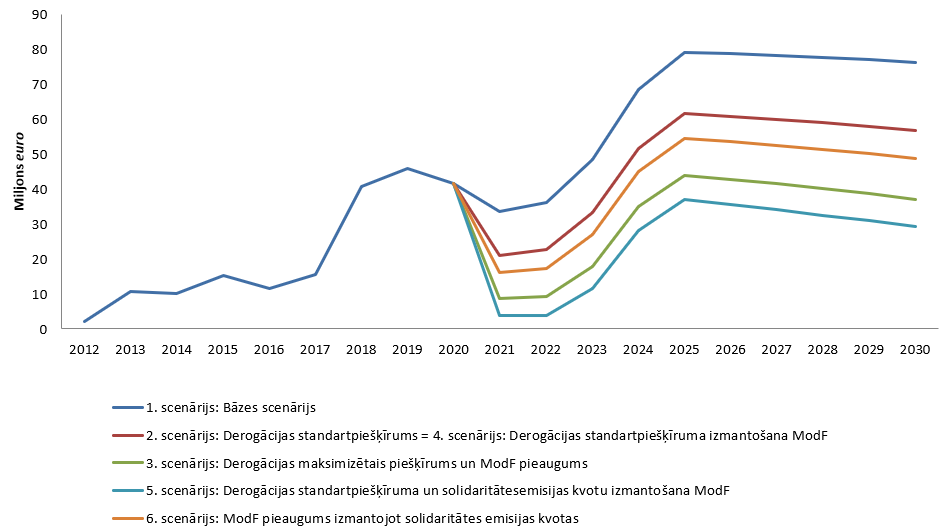 90
80
70
60
50
40
30
20
10
0
Miljons euro
2012 2013 2014 2015 2016 2017 2018 2019 2020 2021 2022 2023 2024 2025 2026 2027 2028 2029 2030
1. scenārijs: Bāzes scenārijs
2. scenārijs: Derogācijas standartpiešķīrums = 4. scenārijs: Derogācijas standartpiešķīruma izmantošana ModF
3. scenārijs: Derogācijas maksimizētais piešķīrums un ModF pieaugums
5. scenārijs: Derogācijas standartpiešķīruma un solidaritātesemisijas kvotu izmantošana ModF
6. scenārijs: ModF pieaugums izmantojot solidaritātes emisijas kvotas